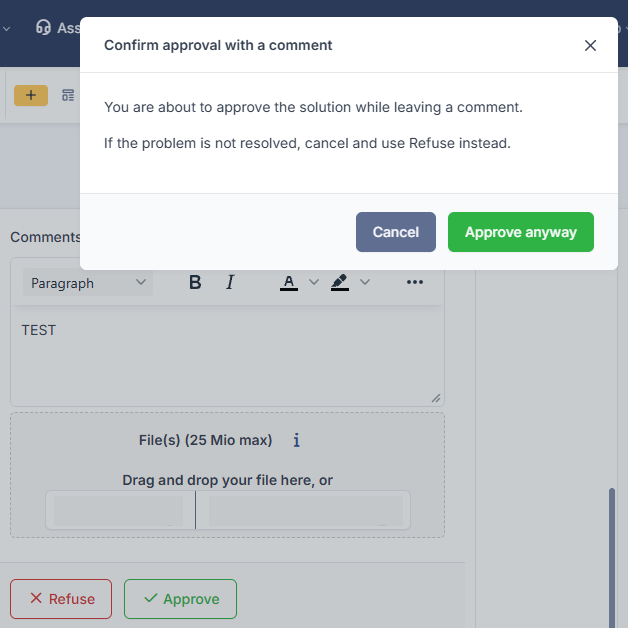 Ass
Confirm approval with a comment
You are about to approve the solution while leaving a comment.
If the problem is not resolved, cancel and use Refuse instead.
Cancel
Approve anyway
Comments
Paragraph
B I A
TEST
File(s) (25 Mio max) i
Drag and drop your file here, or
Refuse
Approve